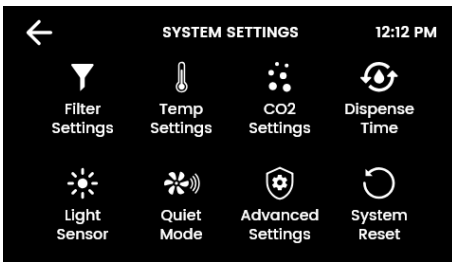 SYSTEM SETTINGS 12:12 PM
Filter Settings
Temp Settings
CO2 Settings
Dispense Time
Light Sensor
Quiet Mode
Advanced Settings
System Reset